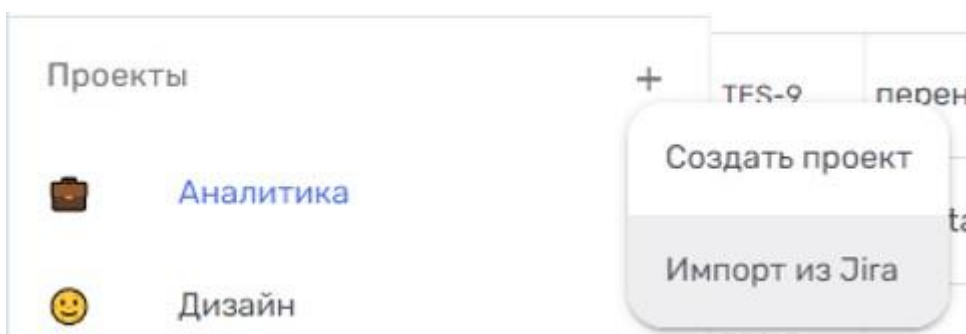 Проекты +
TES-9 перен
Создать проект
Аналитика
Импорт из Jira
Дизайн